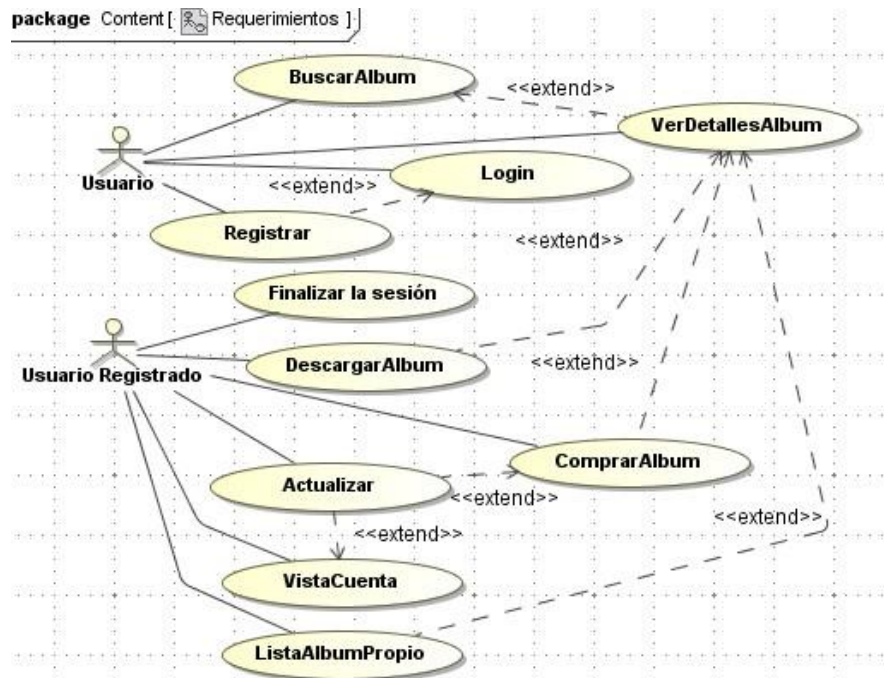 package Content [ Requerimientos ]
BuscarAlbum
<<extend>>
VerDetallesAlbum
Usuario
Login
<<extend>>
Registrar
<<extend>>
Finalizar la sesión
Usuario Registrado
DescargarAlbum
<<extend>>
ComprarAlbum
Actualizar
<<extend>>
<<extend>>
<<extend>>
VistaCuenta
ListaAlbumPropio